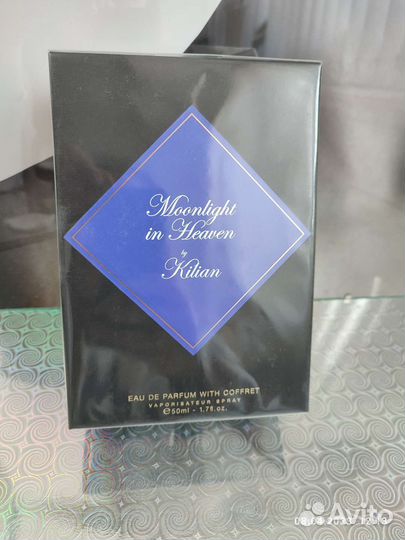 Moonlight
in Heaven
by
Kilian
EAU DE PARFUM WITH COFFRET
VAPORISATEUR SPRAY
℮50ml - 1.7fl.oz.
Avito